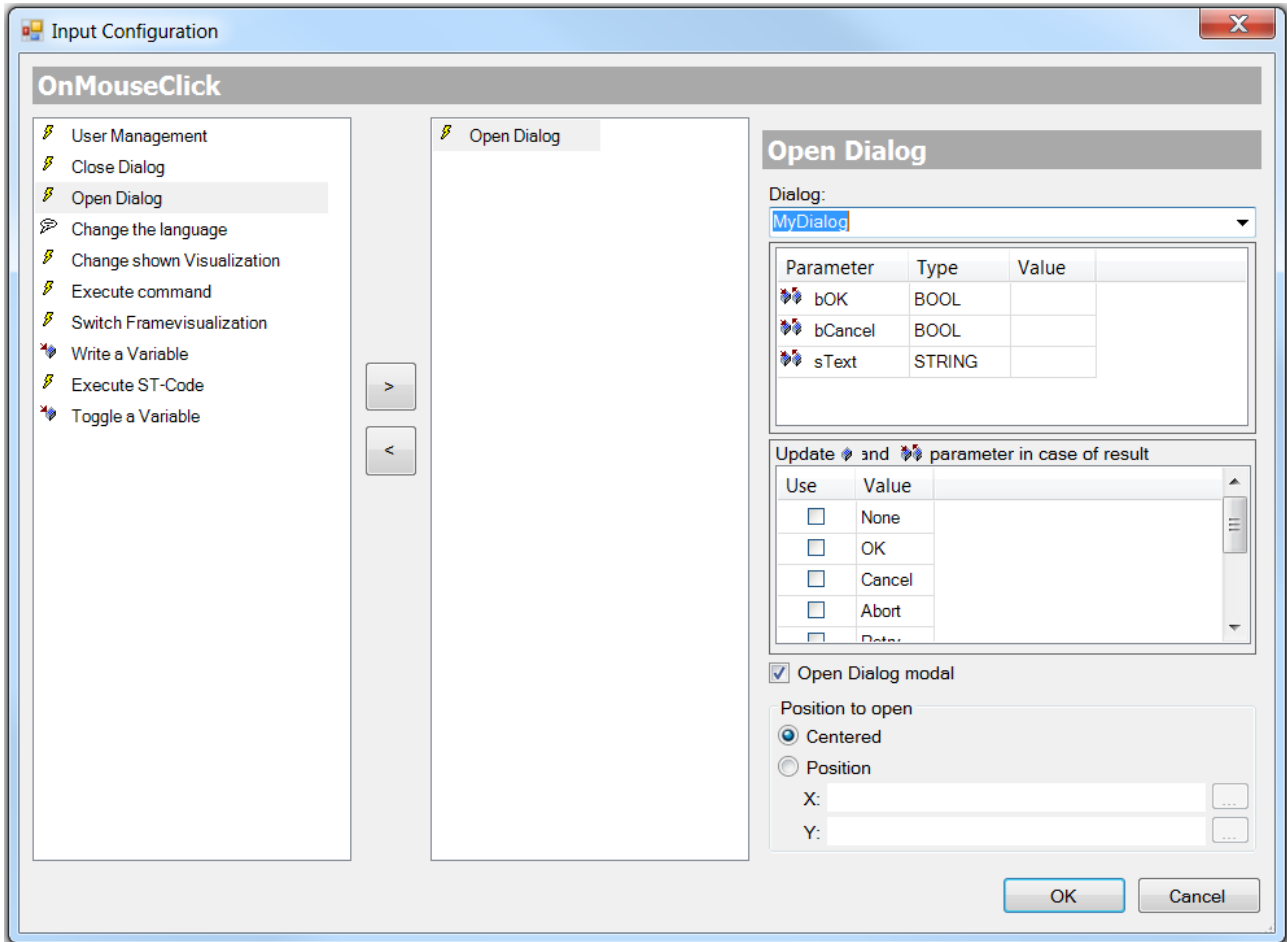 Input Configuration
X
OnMouseClick
User Management
Close Dialog
Open Dialog
Change the language
Change shown Visualization
Execute command
Switch Framevisualization
Write a Variable
Execute ST-Code
Toggle a Variable
>
<
Open Dialog
Open Dialog
Dialog:
MyDialog
Parameter Type Value
bOK BOOL
bCancel BOOL
sText STRING
Update and parameter in case of result
Use Value
None
OK
Cancel
Abort
Retry
Open Dialog modal
Position to open
Centered
Position
X: ...
Y: ...
OK Cancel